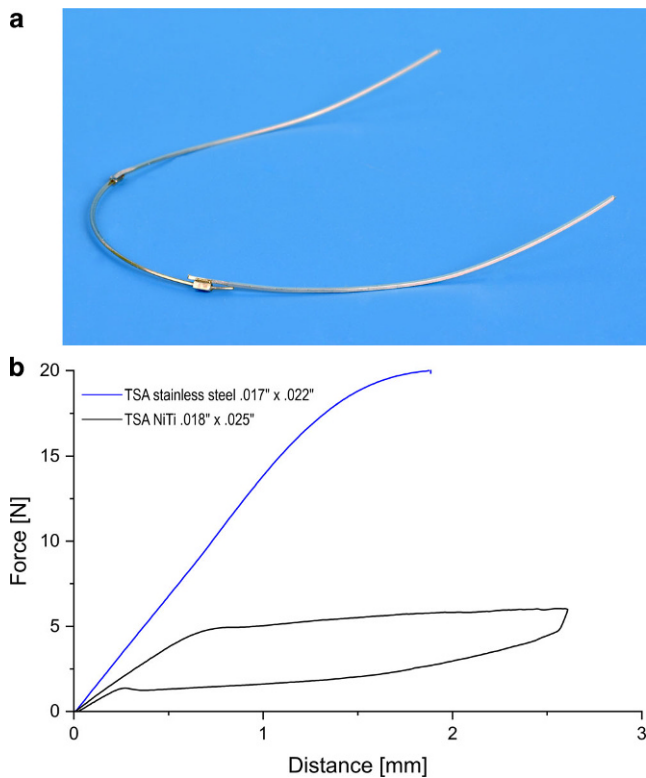 a
b
20
TSA stainless steel .017" x .022"
TSA NiTi .018" x .025"
15
10
5
0
Force [N]
0
1
2
3
Distance [mm]